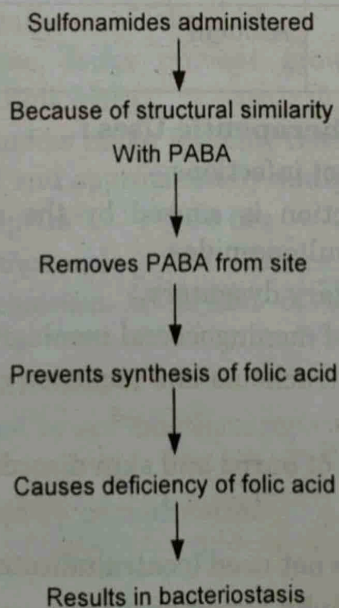 Sulfonamides administered
Because of structural similarity
With PABA
Removes PABA from site
Prevents synthesis of folic acid
Causes deficiency of folic acid
Results in bacteriostasis